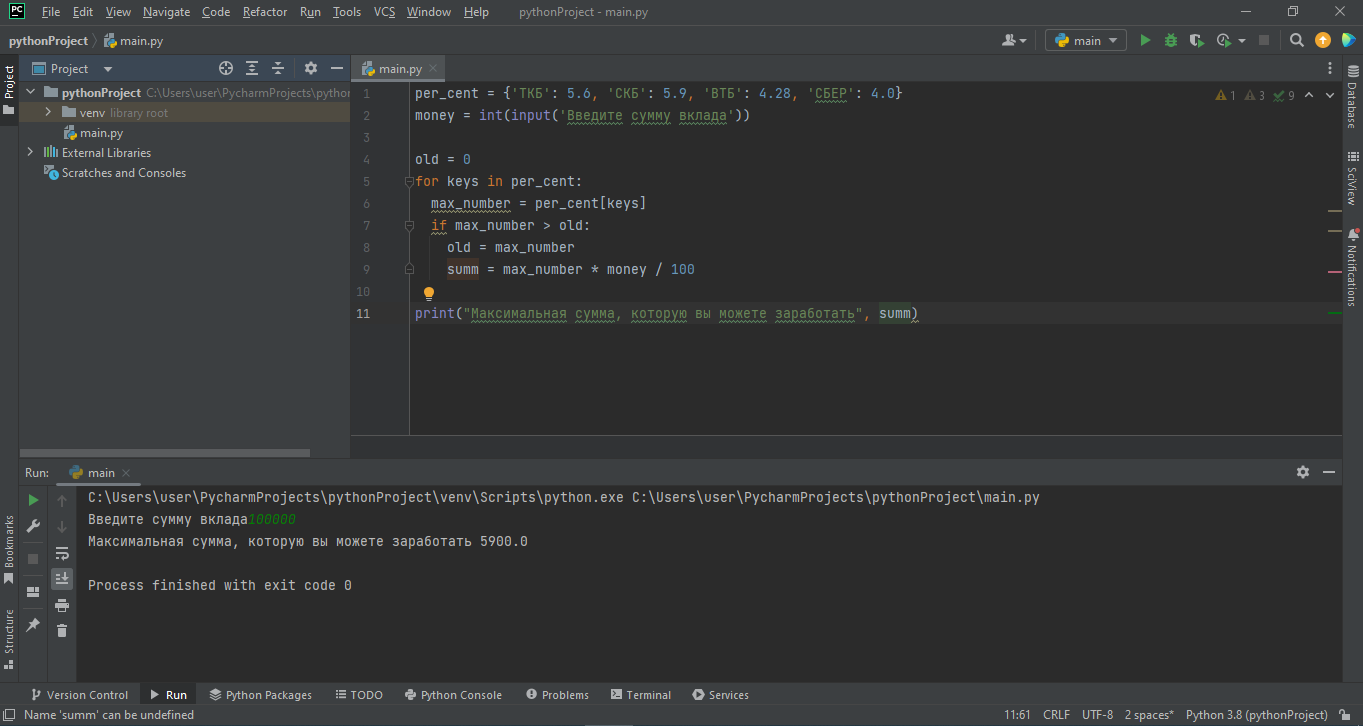 PC File Edit View Navigate Code Refactor Run Tools VCS Window Help pythonProject - main.py
pythonProject main.py main
Project
Project
main.py
pythonProject C:\Users\user\PycharmProjects\python
venv library root
main.py
External Libraries
Scratches and Consoles
1 per_cent = {'ТКБ': 5.6, 'СКБ': 5.9, 'ВТБ': 4.28, 'СБЕР': 4.0}
2 money = int(input('Введите сумму вклада'))
3
4 old = 0
5 for keys in per_cent:
6 max_number = per_cent[keys]
7 if max_number > old:
8 old = max_number
9 summ = max_number * money / 100
10
11 print("Максимальная сумма, которую вы можете заработать", summ)
1 3 9
Database
SciView
Notifications
Run: main
C:\Users\user\PycharmProjects\pythonProject\venv\Scripts\python.exe C:\Users\user\PycharmProjects\pythonProject\main.py
Введите сумму вклада100000
Максимальная сумма, которую вы можете заработать 5900.0
Process finished with exit code 0
Bookmarks
Structure
Version Control Run Python Packages TODO Python Console Problems Terminal Services
Name 'summ' can be undefined 11:61 CRLF UTF-8 2 spaces* Python 3.8 (pythonProject)